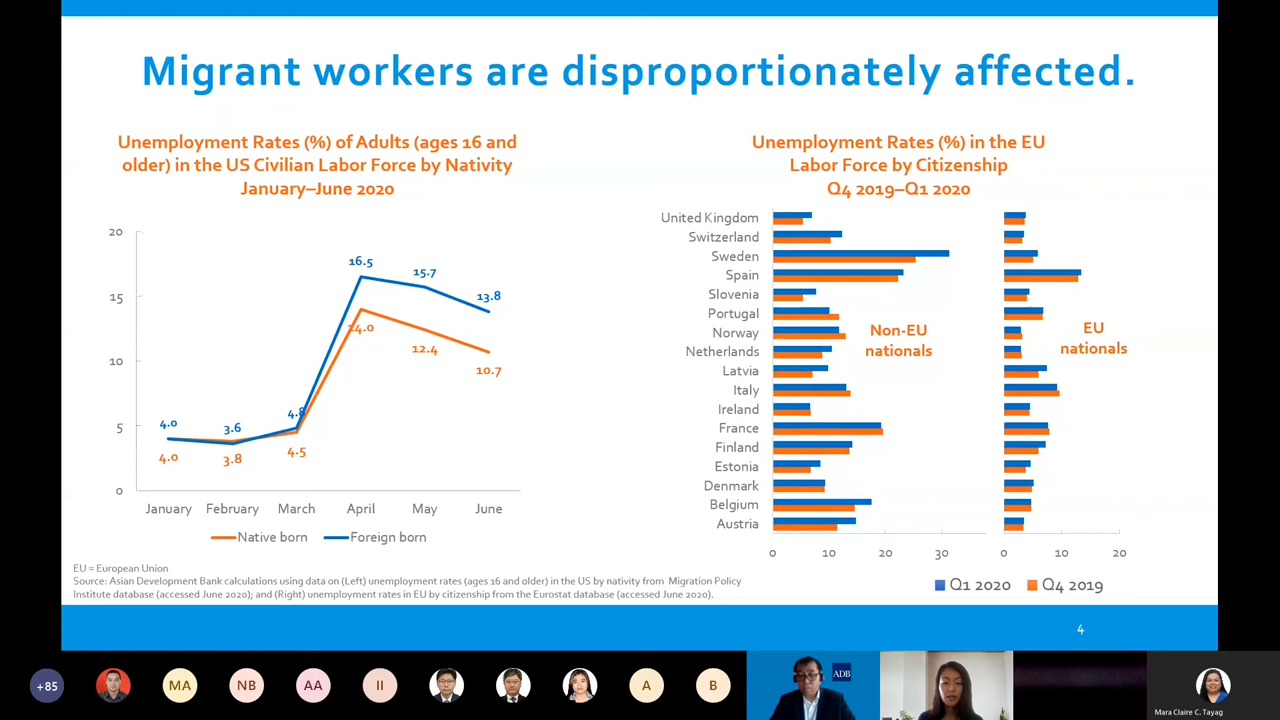 Migrant workers are disproportionately affected.
Unemployment Rates (%) of Adults (ages 16 and
older) in the US Civilian Labor Force by Nativity
January–June 2020
20
15
10
5
0
4.0
3.6
4.8
16.5
15.7
13.8
4.0
3.8
4.5
14.0
12.4
10.7
January February March April May June
Native born Foreign born
Unemployment Rates (%) in the EU
Labor Force by Citizenship
Q4 2019–Q1 2020
United Kingdom
Switzerland
Sweden
Spain
Slovenia
Portugal
Norway
Netherlands
Latvia
Italy
Ireland
France
Finland
Estonia
Denmark
Belgium
Austria
Non-EU
nationals
EU
nationals
0 10 20 30
0 10 20
Q1 2020 Q4 2019
EU = European Union
Source: Asian Development Bank calculations using data on (Left) unemployment rates (ages 16 and older) in the US by nativity from Migration Policy
Institute database (accessed June 2020); and (Right) unemployment rates in EU by citizenship from the Eurostat database (accessed June 2020).
4
+85
MA
NB
AA
II
A
B
ADB
Mara Claire C. Tayag